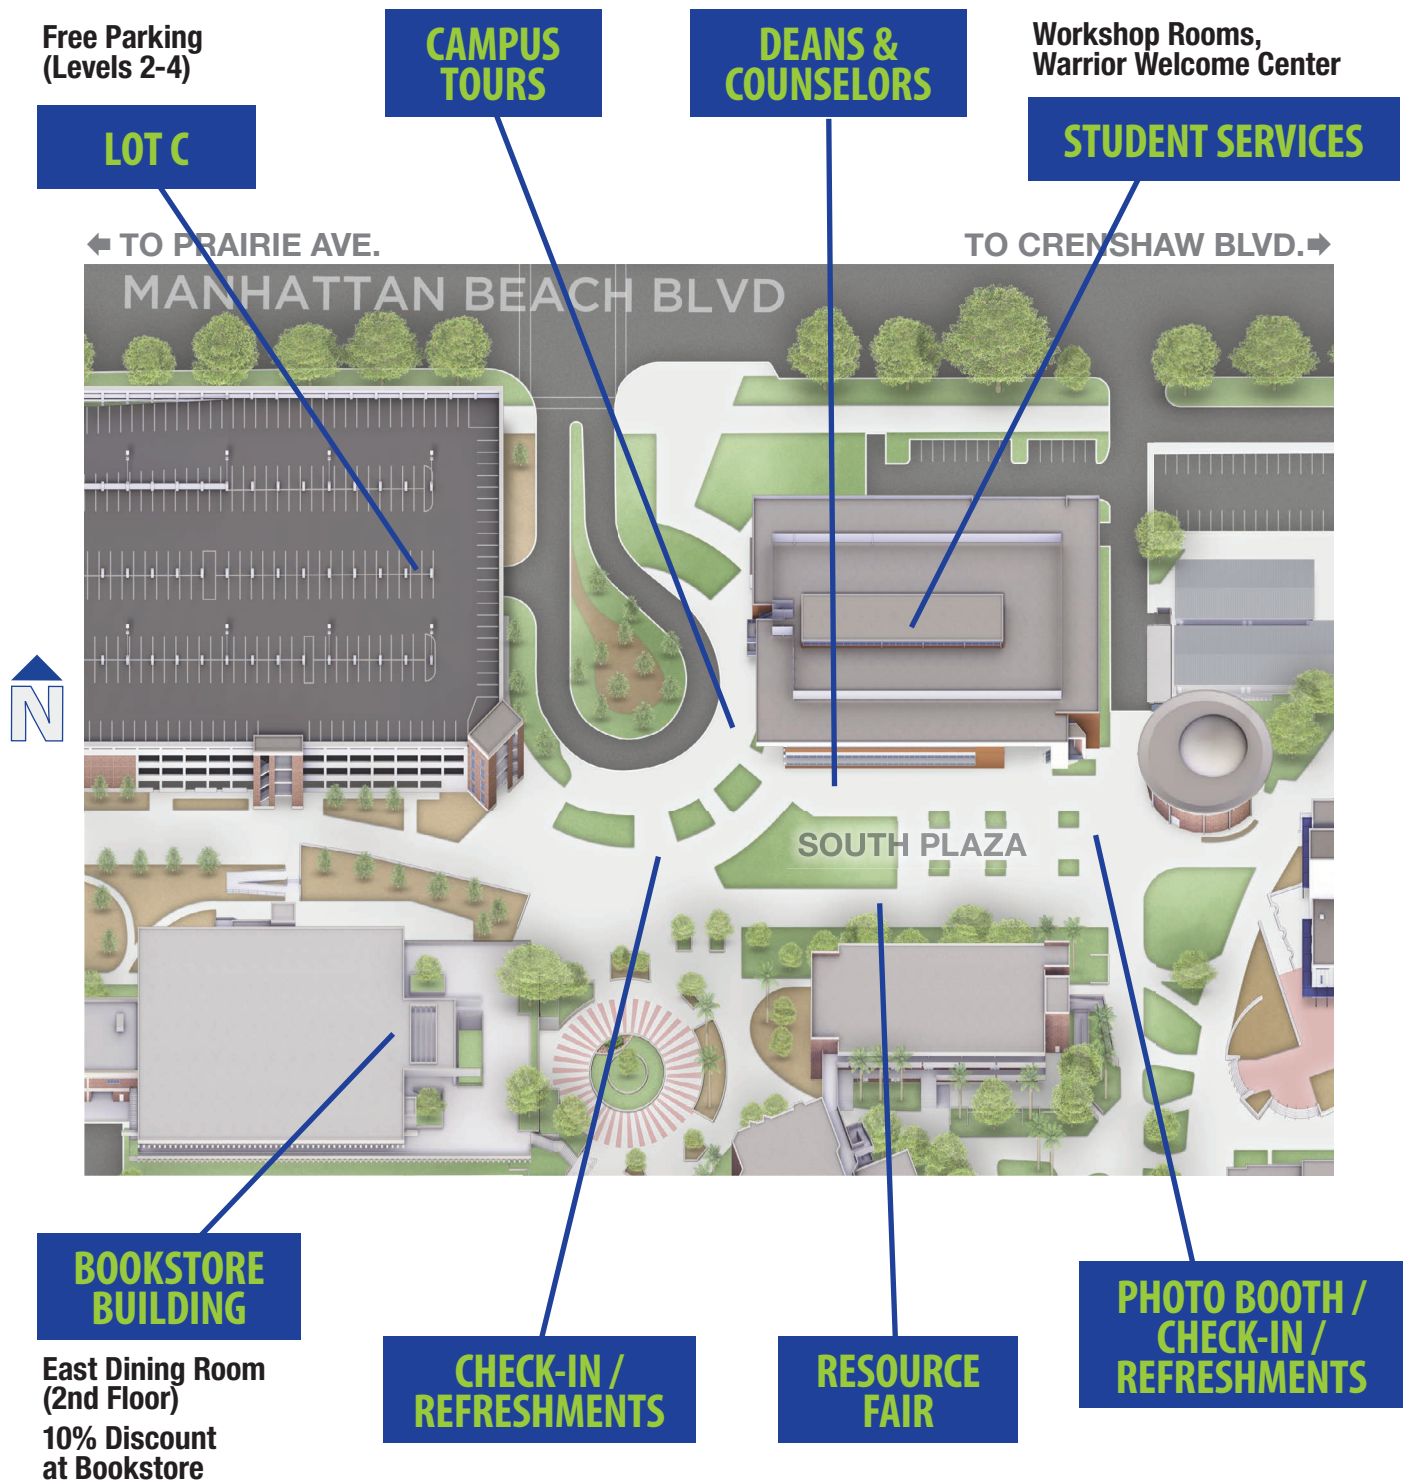 Free Parking
(Levels 2-4)
LOT C
CAMPUS
TOURS
DEANS &
COUNSELORS
Workshop Rooms,
Warrior Welcome Center
STUDENT SERVICES
TO PRAIRIE AVE.
TO CRENSHAW BLVD.
MANHATTAN BEACH BLVD
N
SOUTH PLAZA
BOOKSTORE
BUILDING
East Dining Room
(2nd Floor)
10% Discount
at Bookstore
CHECK-IN /
REFRESHMENTS
RESOURCE
FAIR
PHOTO BOOTH /
CHECK-IN /
REFRESHMENTS